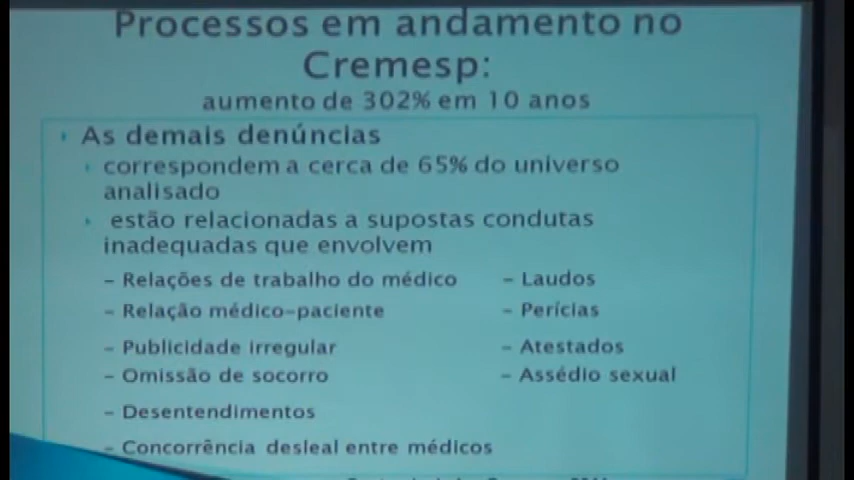 Processos em andamento no
Cremesp:
aumento de 302% em 10 anos
As demais denúncias
correspondem a cerca de 65% do universo
analisado
estão relacionadas a supostas condutas
inadequadas que envolvem
– Relações de trabalho do médico
– Relação médico-paciente
– Publicidade irregular
– Omissão de socorro
– Desentendimentos
– Concorrência desleal entre médicos
– Laudos
– Perícias
– Atestados
– Assédio sexual